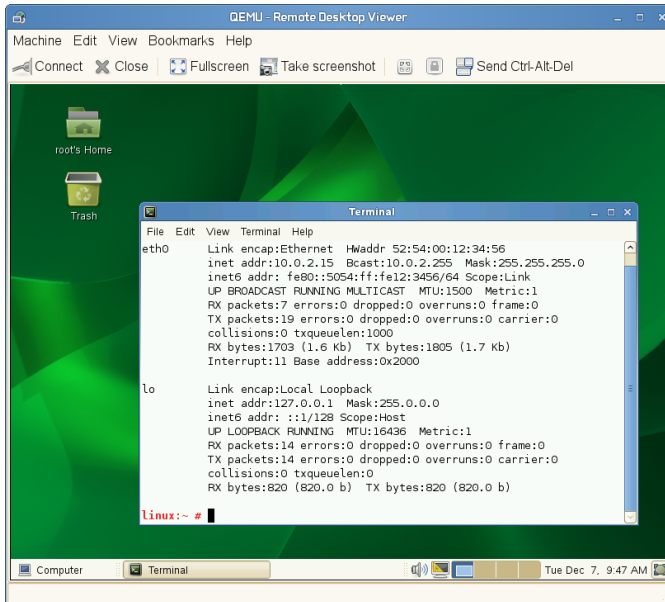 QEMU - Remote Desktop Viewer
Machine Edit View Bookmarks Help
Connect Close Fullscreen Take screenshot Send Ctrl-Alt-Del
root's Home
Trash
Terminal
File Edit View Terminal Help
eth0 Link encap:Ethernet HWaddr 52:54:00:12:34:56
inet addr:10.0.2.15 Bcast:10.0.2.255 Mask:255.255.255.0
inet6 addr: fe80::5054:ff:fe12:3456/64 Scope:Link
UP BROADCAST RUNNING MULTICAST MTU:1500 Metric:1
RX packets:7 errors:0 dropped:0 overruns:0 frame:0
TX packets:19 errors:0 dropped:0 overruns:0 carrier:0
collisions:0 txqueuelen:1000
RX bytes:1703 (1.6 Kb) TX bytes:1805 (1.7 Kb)
Interrupt:11 Base address:0x2000
lo Link encap:Local Loopback
inet addr:127.0.0.1 Mask:255.0.0.0
inet6 addr: ::1/128 Scope:Host
UP LOOPBACK RUNNING MTU:16436 Metric:1
RX packets:14 errors:0 dropped:0 overruns:0 frame:0
TX packets:14 errors:0 dropped:0 overruns:0 carrier:0
collisions:0 txqueuelen:0
RX bytes:820 (820.0 b) TX bytes:820 (820.0 b)
linux:~ #
Computer Terminal Tue Dec 7, 9:47 AM